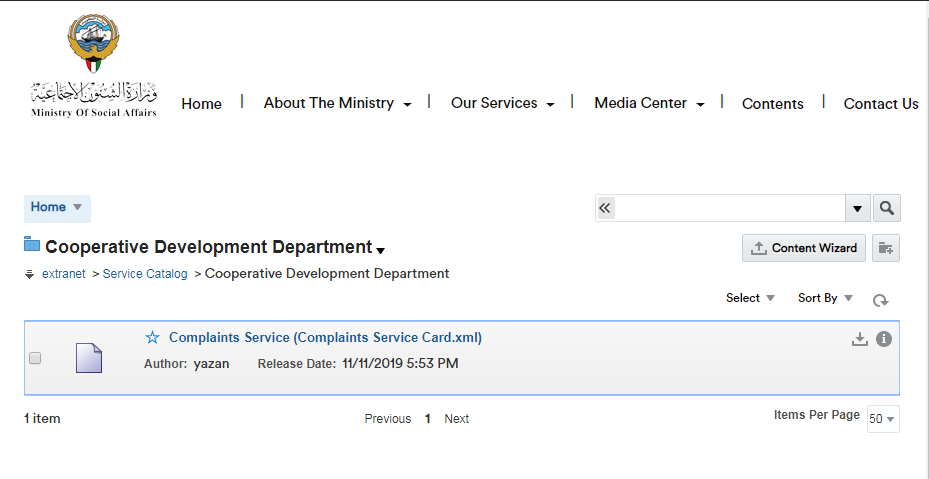 وزارة الشئون الاجتماعية
Ministry Of Social Affairs
Home
About The Ministry
Our Services
Media Center
Contents
Contact Us
Home
Cooperative Development Department
Content Wizard
extranet > Service Catalog > Cooperative Development Department
Select
Sort By
Complaints Service (Complaints Service Card.xml)
Author: yazan Release Date: 11/11/2019 5:53 PM
1 item
Previous 1 Next
Items Per Page 50